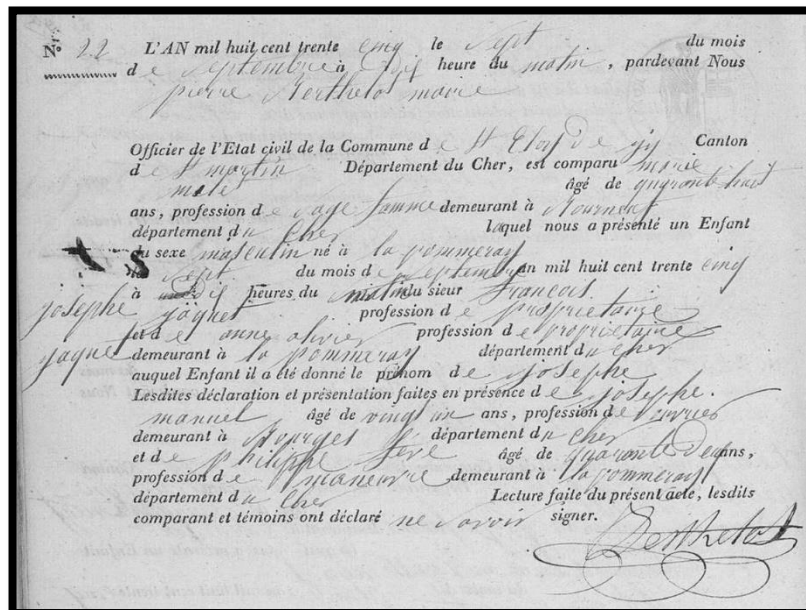 N° 22 L'AN mil huit cent trente cinq le Sept du mois
de Septembre à dix heure du matin, pardevant Nous
pierre Berthelot maire
Officier de l'Etat civil de la Commune de St Eloy de gy Canton
de St martin Département du Cher, est comparu marie
âgé de quarante huit
ans, profession de Sage famme demeurant à
département du Cher laquel nous a présenté un Enfant
du sexe masculin né à la pommeray
le Sept du mois de Septembre an mil huit cent trente cinq
à dix heures du matin du sieur François
josephe jaquet profession de propriétaire
et de anne olivier profession de propriétaire
jaquet demeurant à la pommeray département du Cher
auquel Enfant il a été donné le prénom de josephe
Lesdites déclaration et présentation faites en présence de josephe
manuel âgé de vingt un ans, profession de
demeurant à Bourges département du Cher
et de philippe âgé de quarante deux ans,
profession de demeurant à la pommeray
département du Cher Lecture faite du présent acte, lesdits
comparant et témoins ont déclaré ne Savoir signer.
Berthelot